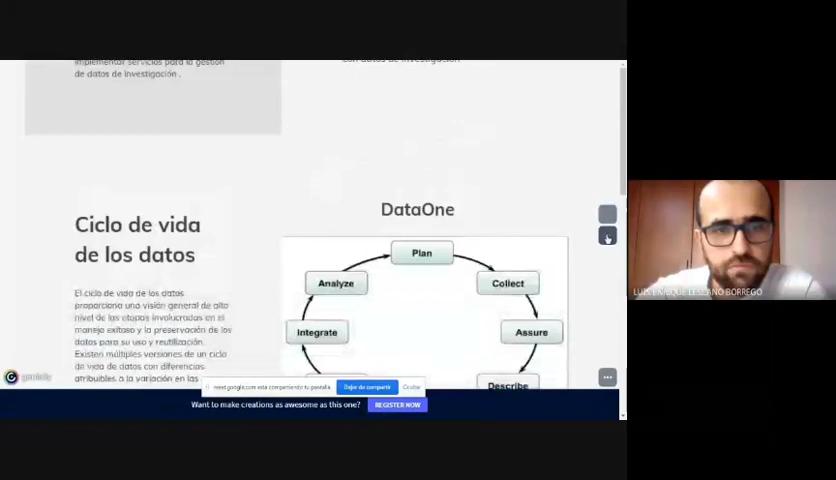 implementar servicios para la gestión
de datos de investigación .
con datos de investigación
Ciclo de vida
de los datos
El ciclo de vida de los datos
proporciona una visión general de alto
nivel de las etapas involucradas en el
manejo exitoso y la preservación de los
datos para su uso y reutilización.
Existen múltiples versiones de un ciclo
de vida de datos con diferencias
atribuibles a la variación en las
DataOne
Plan
Analyze
Collect
Integrate
Assure
Describe
genially
meet.google.com está compartiendo tu pantalla.
Dejar de compartir
Ocultar
Want to make creations as awesome as this one?
REGISTER NOW
LUIS ENRIQUE LESCANO BORREGO